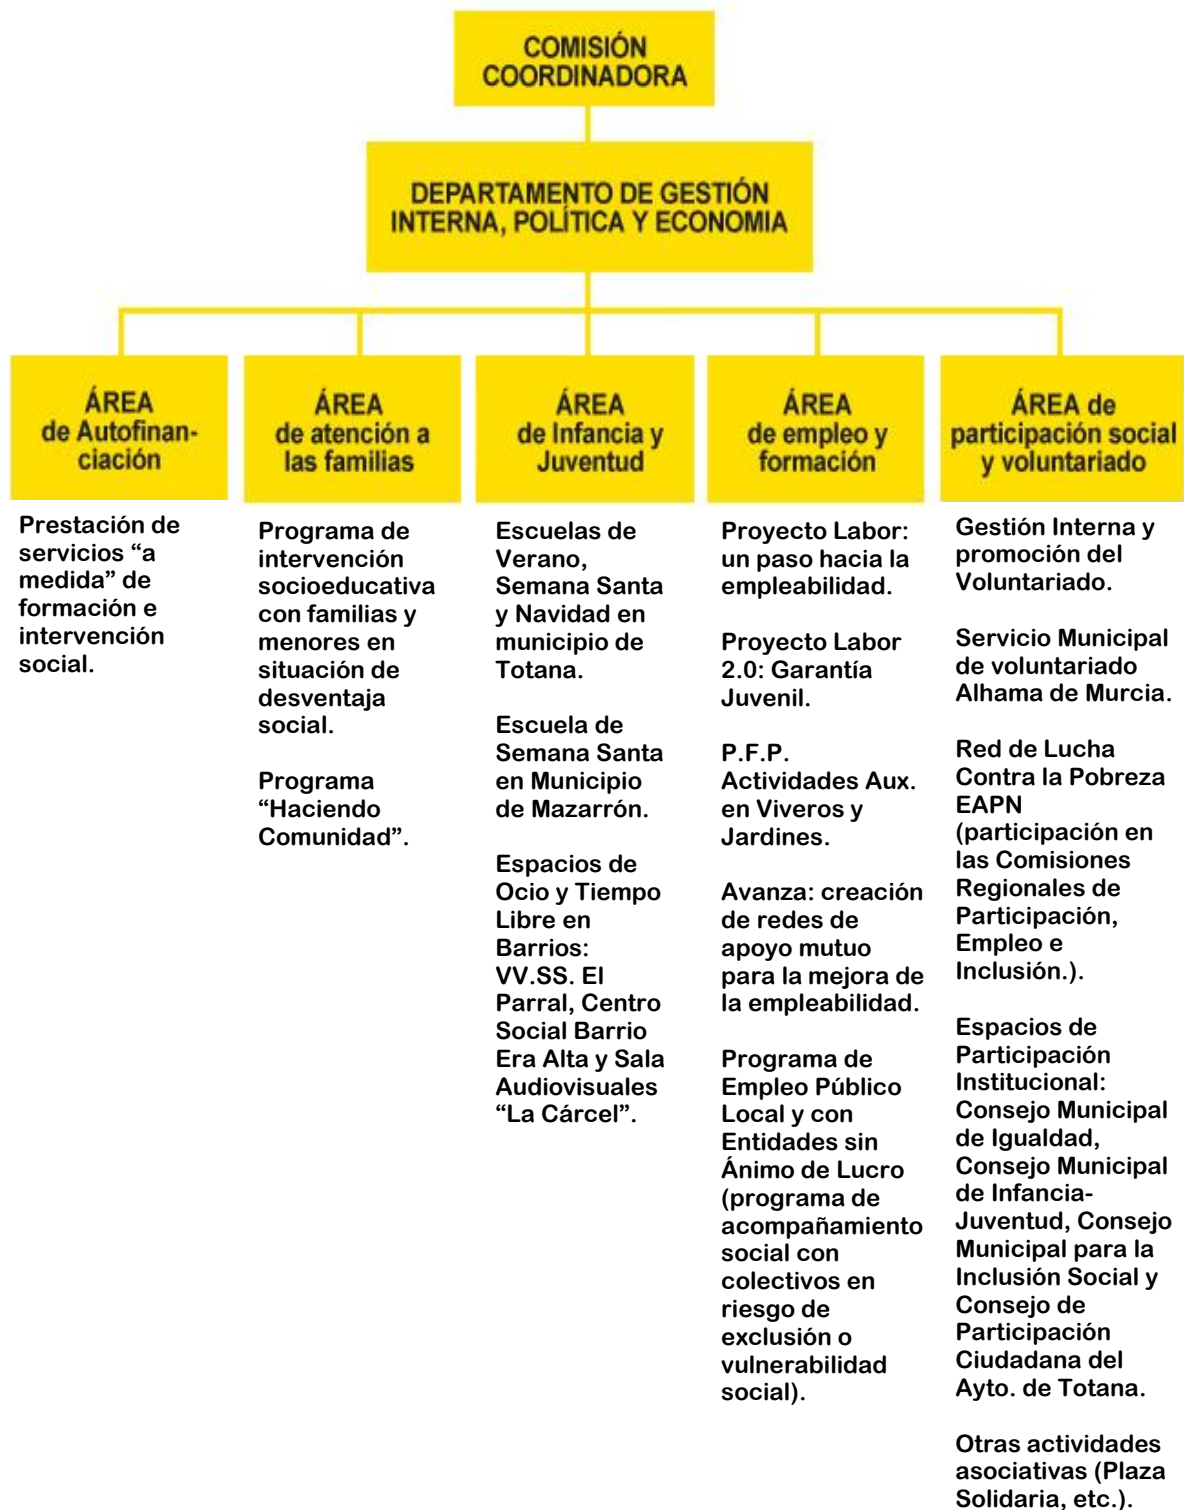 COMISIÓN
COORDINADORA
DEPARTAMENTO DE GESTIÓN
INTERNA, POLÍTICA Y ECONOMIA
ÁREA
de Autofinan-
ciación
Prestación de
servicios “a
medida” de
formación e
intervención
social.
ÁREA
de atención a
las familias
Programa de
intervención
socioeducativa
con familias y
menores en
situación de
desventaja
social.
Programa
“Haciendo
Comunidad”.
ÁREA
de Infancia y
Juventud
Escuelas de
Verano,
Semana Santa
y Navidad en
municipio de
Totana.
Escuela de
Semana Santa
en Municipio
de Mazarrón.
Espacios de
Ocio y Tiempo
Libre en
Barrios:
VV.SS. El
Parral, Centro
Social Barrio
Era Alta y Sala
Audiovisuales
“La Cárcel”.
ÁREA
de empleo y
formación
Proyecto Labor:
un paso hacia la
empleabilidad.
Proyecto Labor
2.0: Garantía
Juvenil.
P.F.P.
Actividades Aux.
en Viveros y
Jardines.
Avanza: creación
de redes de
apoyo mutuo
para la mejora de
la empleabilidad.
Programa de
Empleo Público
Local y con
Entidades sin
Ánimo de Lucro
(programa de
acompañamiento
social con
colectivos en
riesgo de
exclusión o
vulnerabilidad
social).
ÁREA de
participación social
y voluntariado
Gestión Interna y
promoción del
Voluntariado.
Servicio Municipal
de voluntariado
Alhama de Murcia.
Red de Lucha
Contra la Pobreza
EAPN
(participación en
las Comisiones
Regionales de
Participación,
Empleo e
Inclusión.).
Espacios de
Participación
Institucional:
Consejo Municipal
de Igualdad,
Consejo Municipal
de Infancia-
Juventud, Consejo
Municipal para la
Inclusión Social y
Consejo de
Participación
Ciudadana del
Ayto. de Totana.
Otras actividades
asociativas (Plaza
Solidaria, etc.).